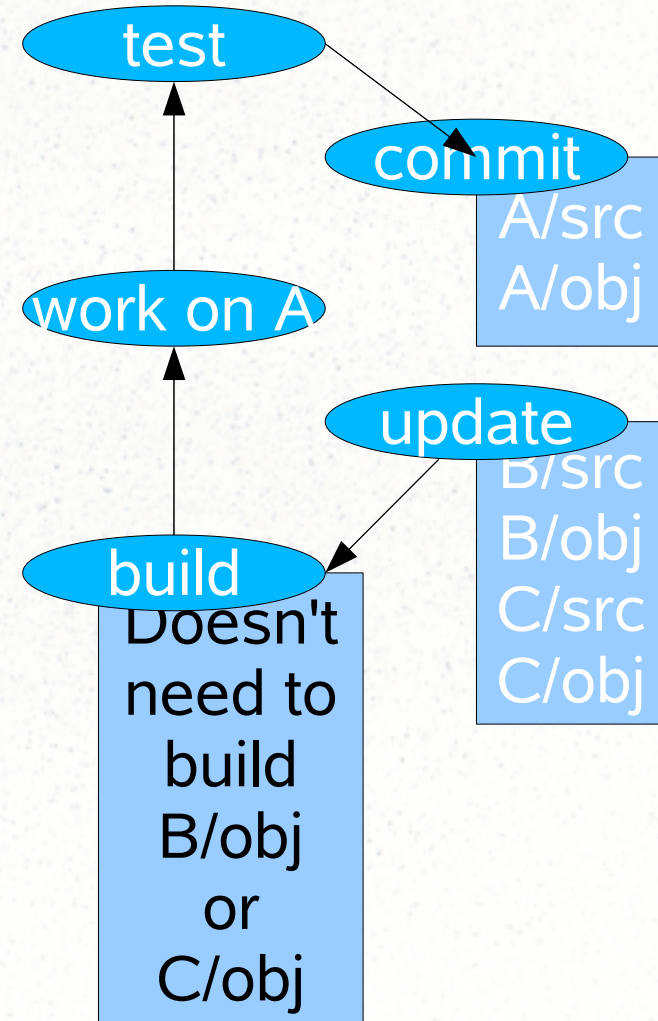 test
commit
A/src
A/obj
work on A
update
B/src
B/obj
C/src
C/obj
build
Doesn't
need to
build
B/obj
or
C/obj